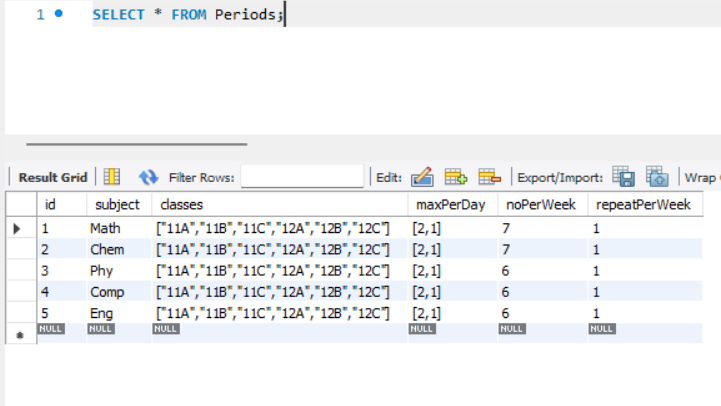 1 SELECT * FROM Periods;
Result Grid Filter Rows: Edit: Export/Import: Wrap
id subject classes maxPerDay noPerWeek repeatPerWeek
1 Math ["11A","11B","11C","12A","12B","12C"] [2,1] 7 1
2 Chem ["11A","11B","11C","12A","12B","12C"] [2,1] 7 1
3 Phy ["11A","11B","11C","12A","12B","12C"] [2,1] 6 1
4 Comp ["11A","11B","11C","12A","12B","12C"] [2,1] 6 1
5 Eng ["11A","11B","11C","12A","12B","12C"] [2,1] 6 1
NULL NULL NULL NULL NULL NULL